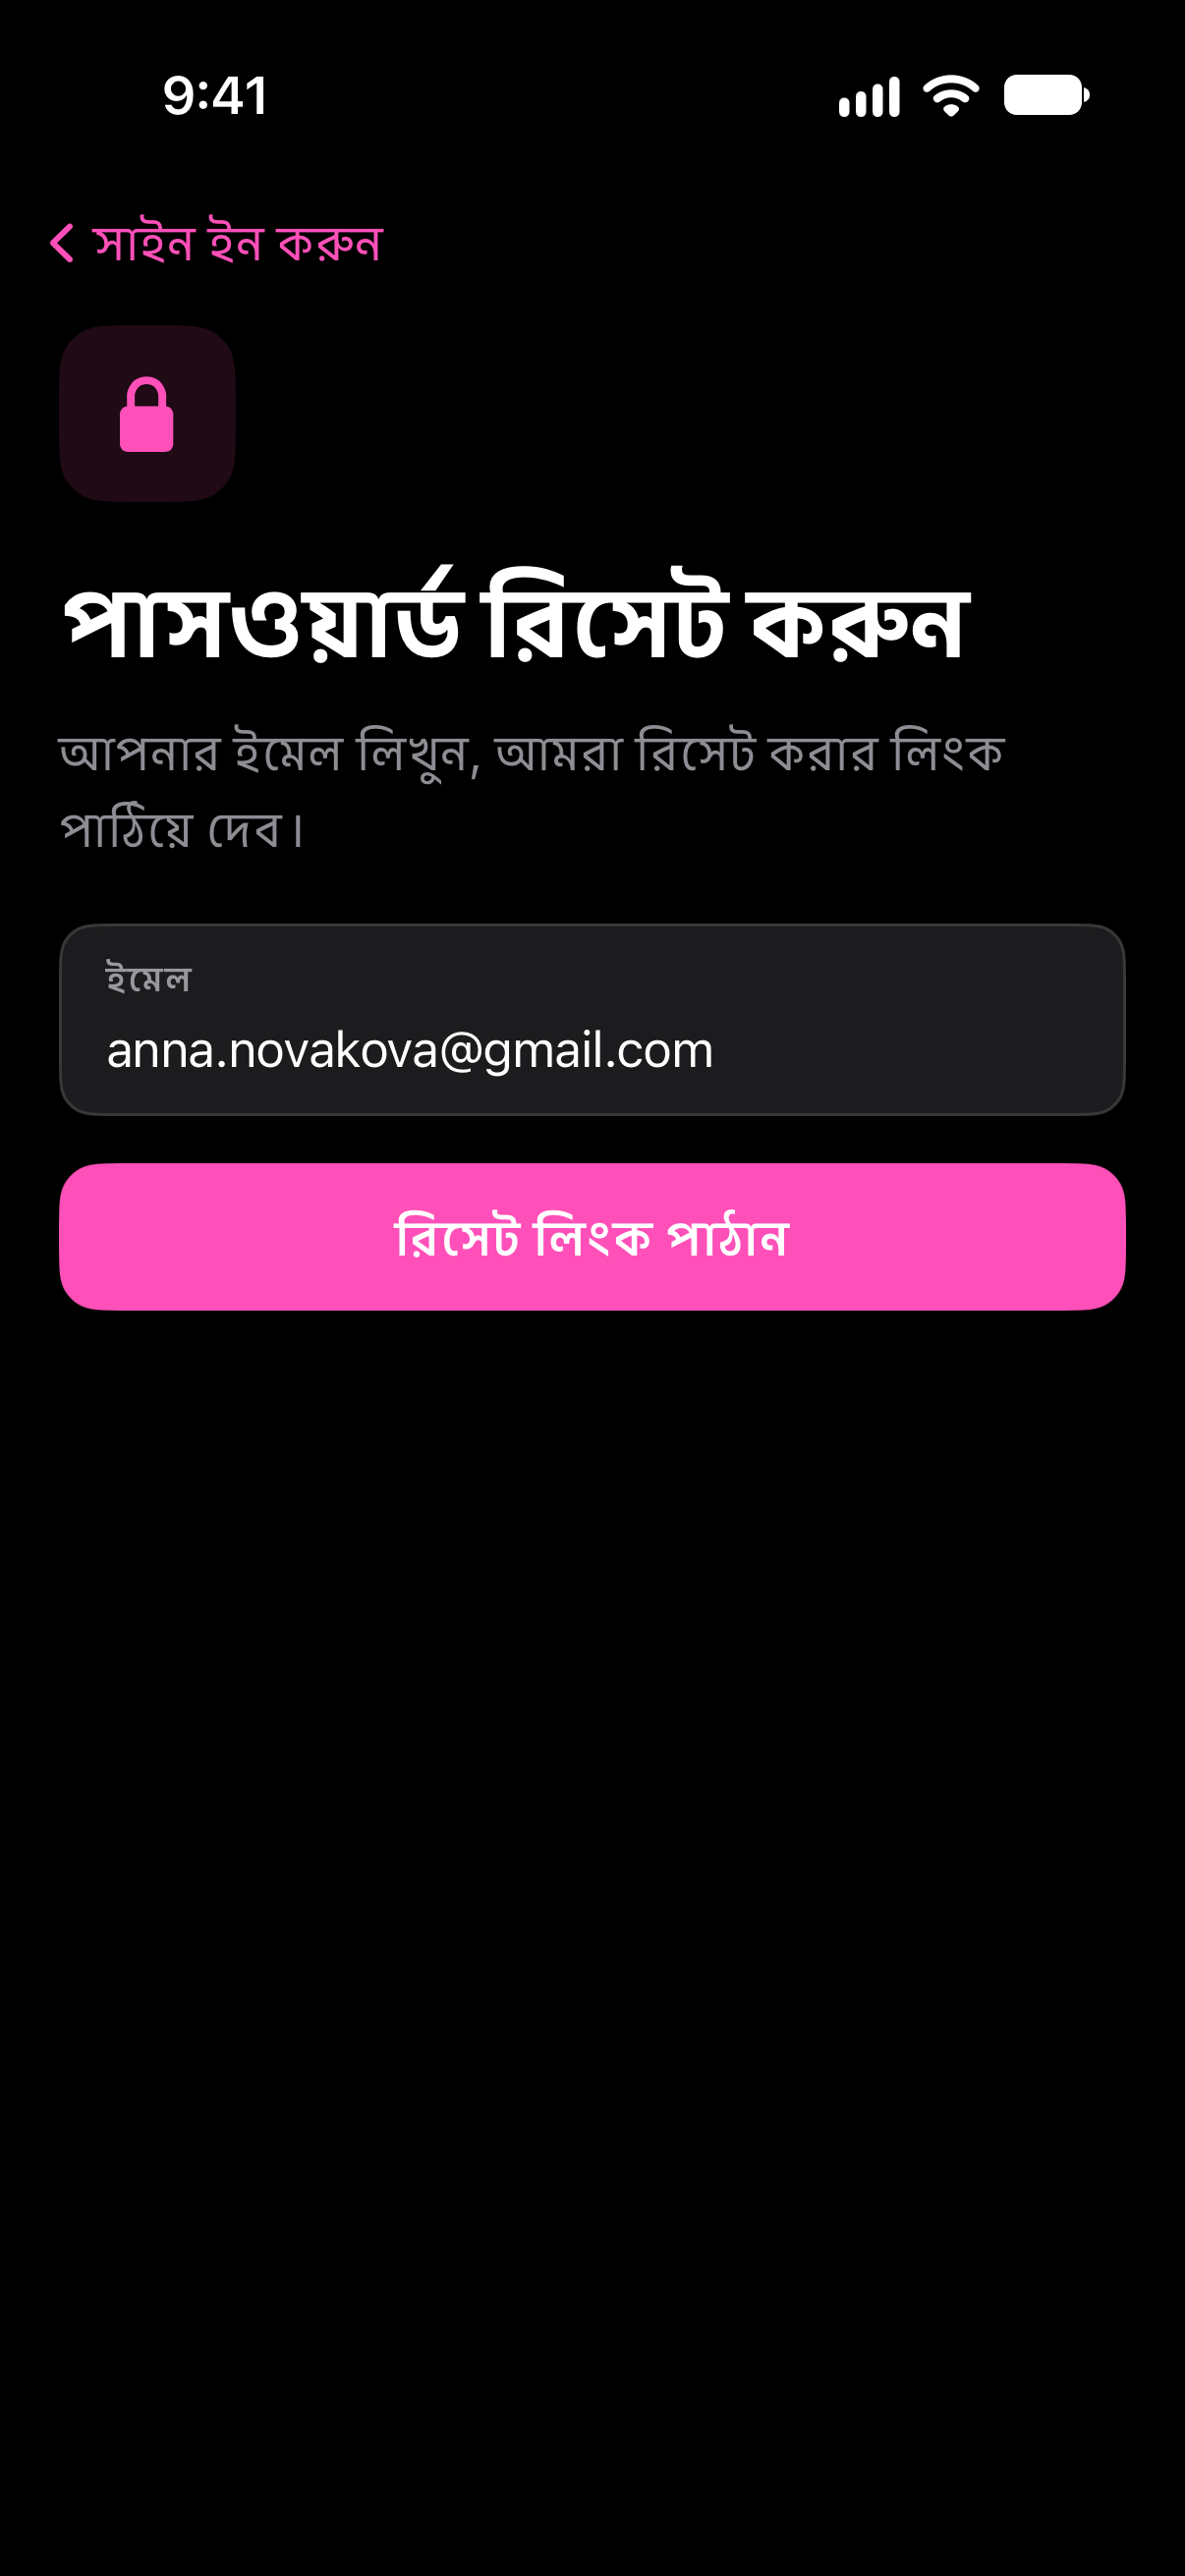 9:41
সাইন ইন করুন
পাসওয়ার্ড রিসেট করুন
আপনার ইমেল লিখুন, আমরা রিসেট করার লিংক
পাঠিয়ে দেব।
ইমেল
anna.novakova@gmail.com
রিসেট লিংক পাঠান